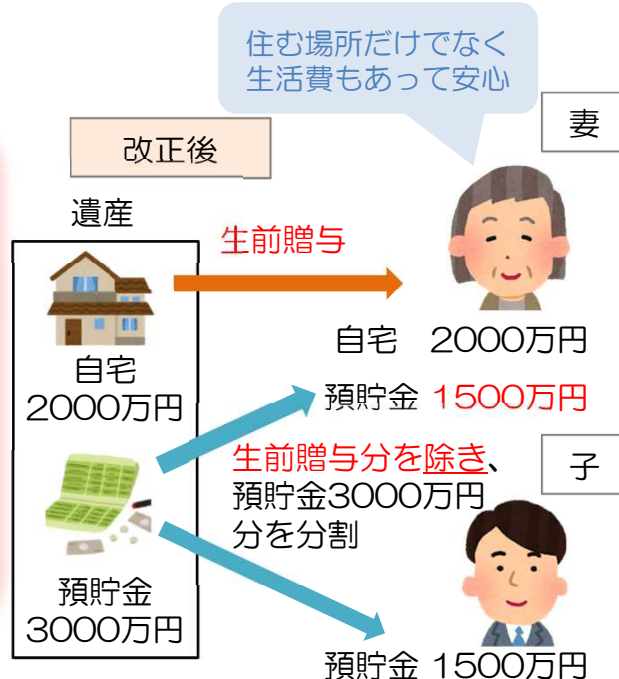 住む場所だけでなく
生活費もあって安心
妻
改正後
遺産
生前贈与
自宅
2000万円
自宅 2000万円
預貯金 1500万円
生前贈与分を除き、
預貯金3000万円
分を分割
子
預貯金
3000万円
預貯金 1500万円